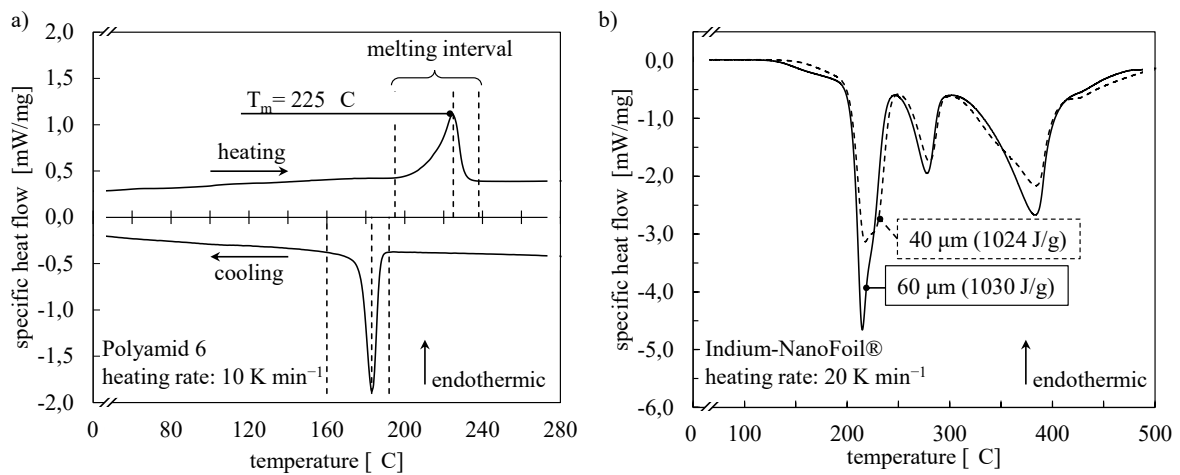 a)
2,0
1,5
1,0
0,5
0,0
-0,5
-1,0
-1,5
-2,0
specific heat flow [mW/mg]
melting interval
T_m= 225 C
heating
cooling
Polyamid 6
heating rate: 10 K min⁻¹
endothermic
0 40 80 120 160 200 240 280
temperature [ C]
b)
0,0
-1,0
-2,0
-3,0
-4,0
-5,0
-6,0
specific heat flow [mW/mg]
40 µm (1024 J/g)
60 µm (1030 J/g)
Indium-NanoFoil®
heating rate: 20 K min⁻¹
endothermic
0 100 200 300 400 500
temperature [ C]